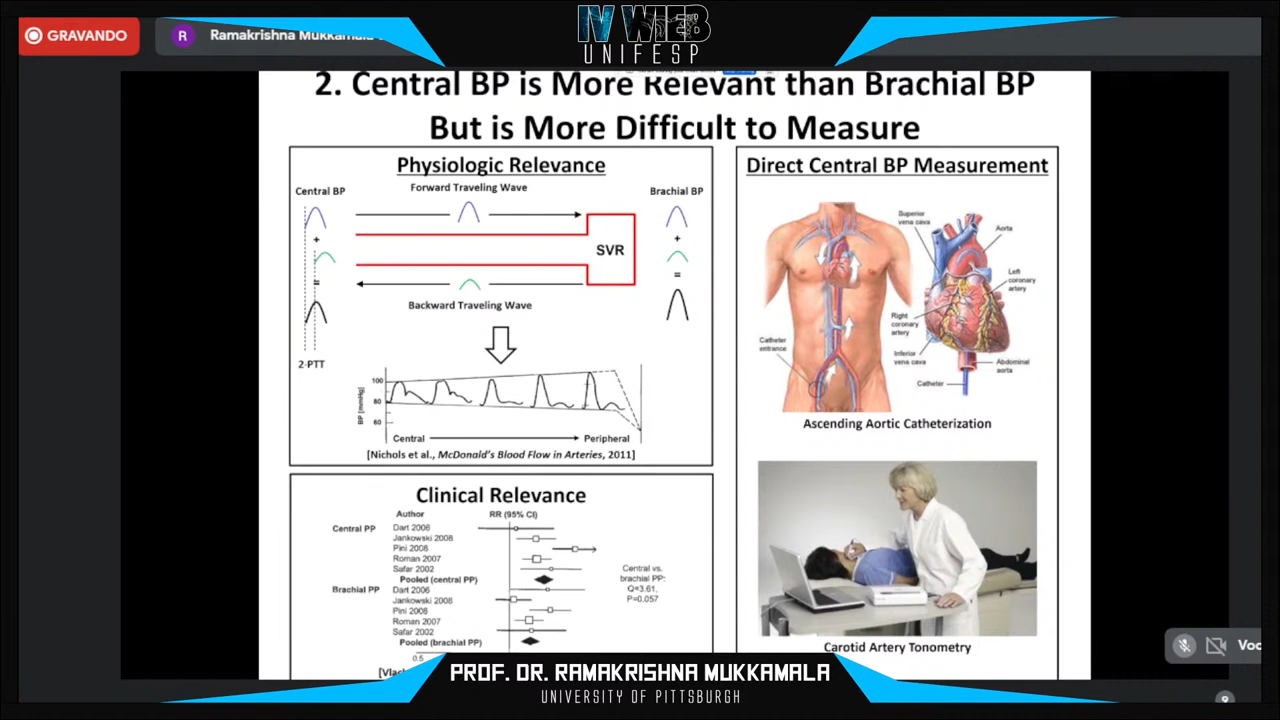 GRAVANDO
R
Ramakrishna Mukkamala
IV WEB
UNIFESP
2. Central BP is More Relevant than Brachial BP
But is More Difficult to Measure
Physiologic Relevance
Central BP
Forward Traveling Wave
Brachial BP
+
=
SVR
+
=
Backward Traveling Wave
2·PTT
BP [mmHg]
100
80
60
Central
Peripheral
[Nichols et al., McDonald's Blood Flow in Arteries, 2011]
Clinical Relevance
Author
RR (95% CI)
Central PP
Dart 2006
Jankowski 2008
Pini 2008
Roman 2007
Safar 2002
Pooled (central PP)
Brachial PP
Dart 2006
Jankowski 2008
Pini 2008
Roman 2007
Safar 2002
Pooled (brachial PP)
0.5
Central vs.
brachial PP:
Q=3.61,
P=0.057
Direct Central BP Measurement
Superior
vena cava
Aorta
Left
coronary
artery
Right
coronary
artery
Inferior
vena cava
Abdominal
aorta
Catheter
Catheter
entrance
Ascending Aortic Catheterization
Carotid Artery Tonometry
PROF. DR. RAMAKRISHNA MUKKAMALA
UNIVERSITY OF PITTSBURGH